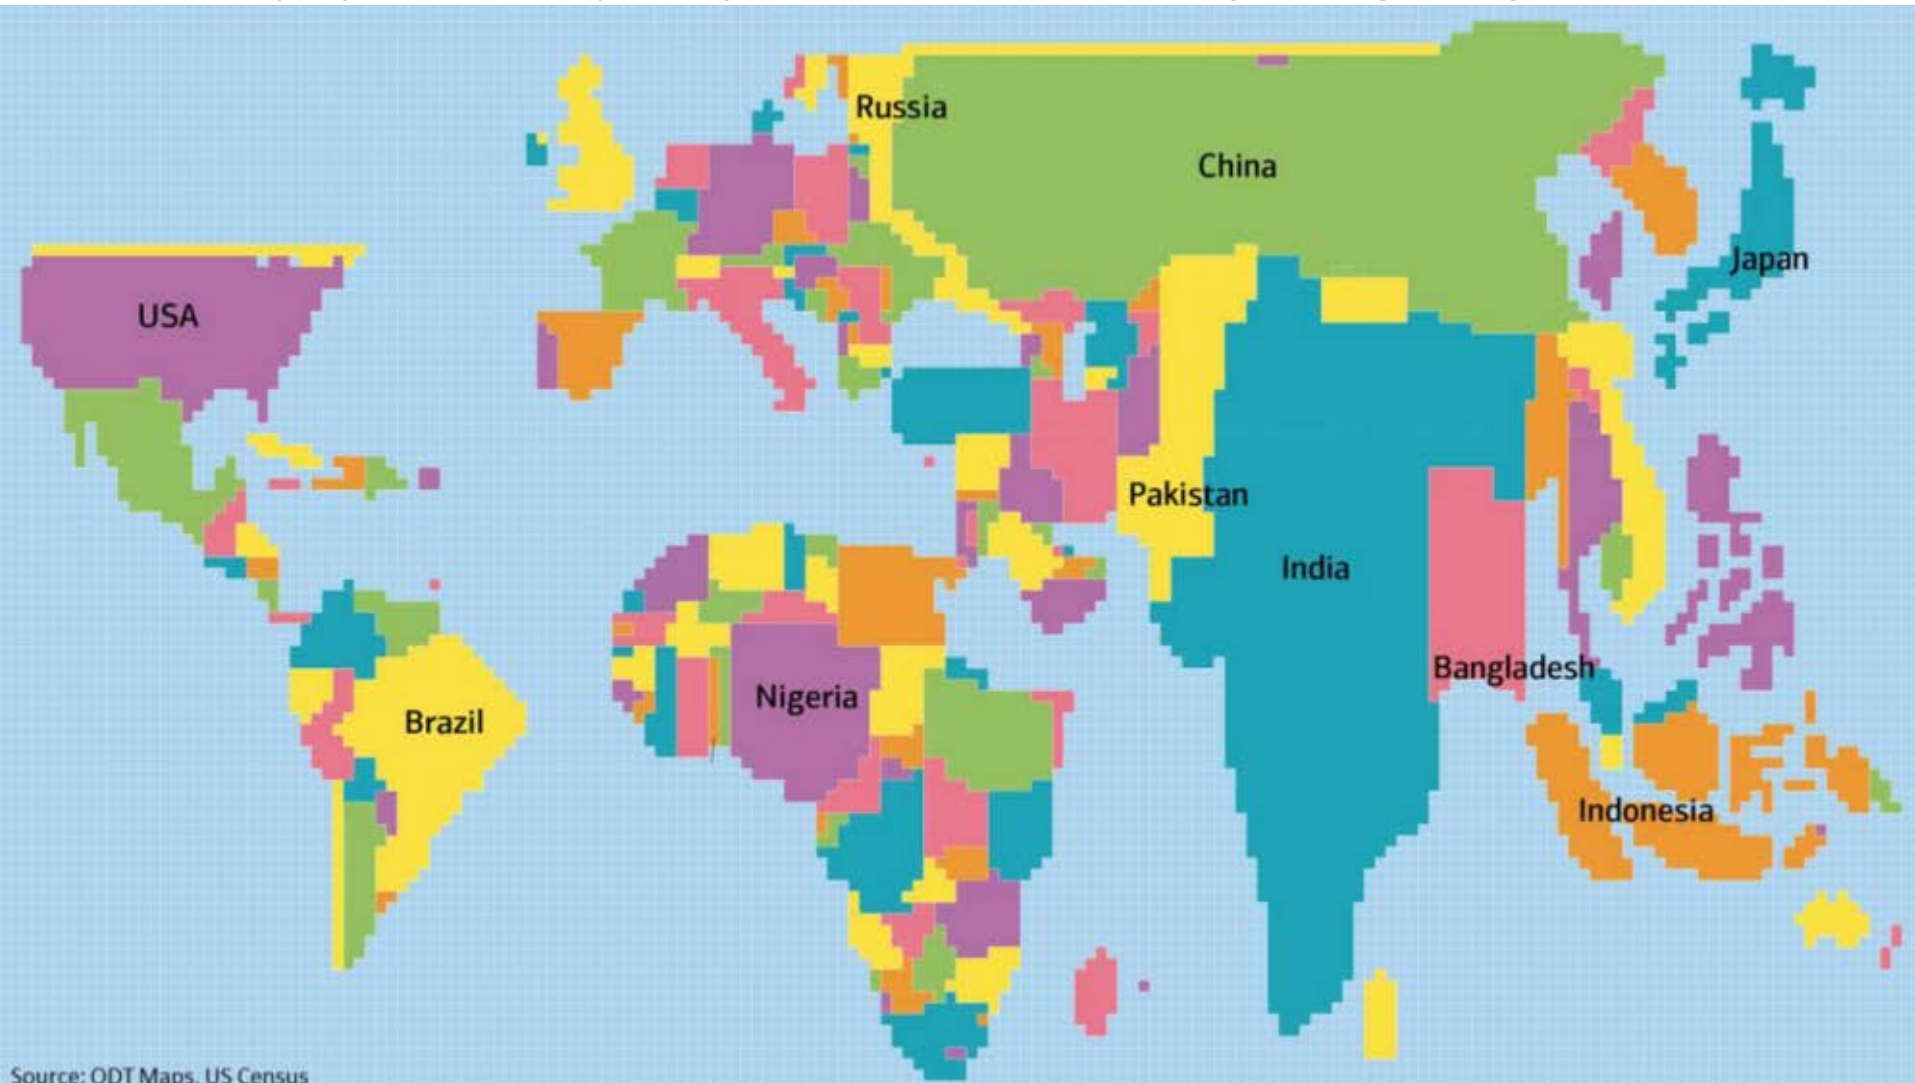 Russia
China
USA
Japan
Pakistan
India
Bangladesh
Nigeria
Brazil
Indonesia
Source: ODT Maps, US Census